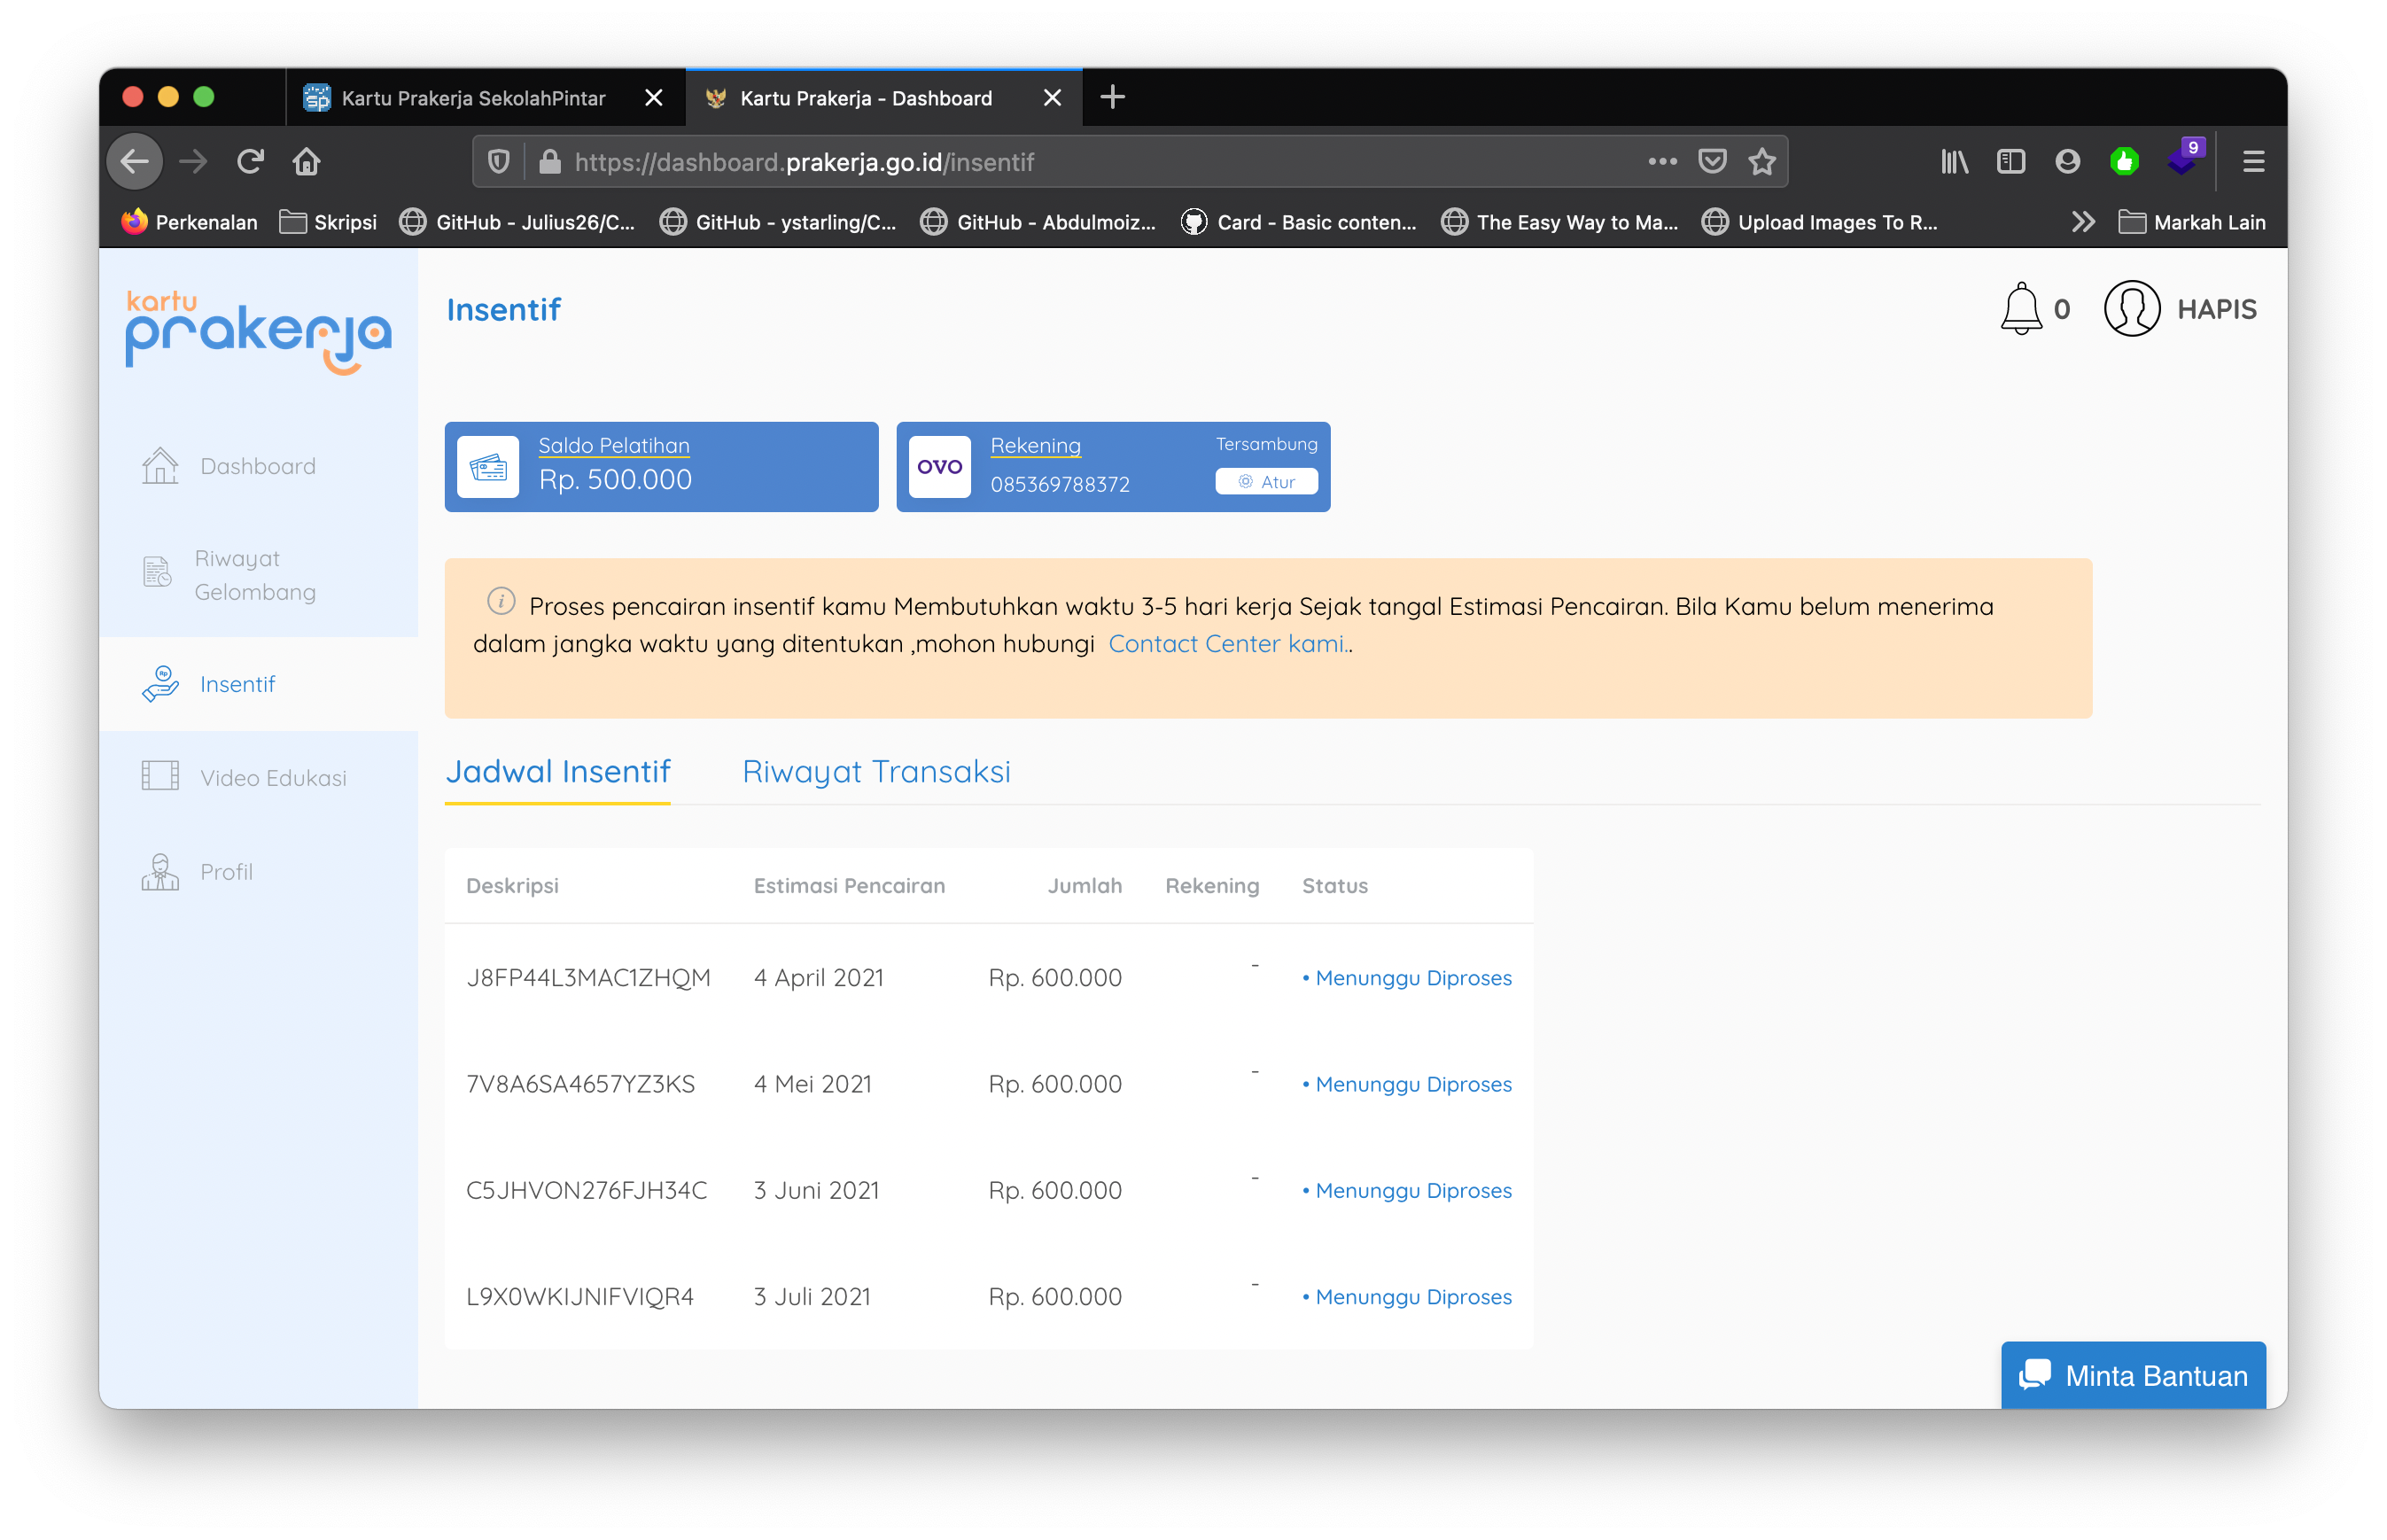 Kartu Prakerja SekolahPintar
Kartu Prakerja - Dashboard
https://dashboard.prakerja.go.id/insentif
9
Perkenalan Skripsi GitHub - Julius26/C... GitHub - ystarling/C... GitHub - Abdulmoiz... Card - Basic conten... The Easy Way to Ma... Upload Images To R... Markah Lain
kartu
prakerja
Insentif
0 HAPIS
Dashboard
Riwayat
Gelombang
Insentif
Video Edukasi
Profil
Saldo Pelatihan
Rp. 500.000
OVO
Rekening
085369788372
Tersambung
Atur
Proses pencairan insentif kamu Membutuhkan waktu 3-5 hari kerja Sejak tangal Estimasi Pencairan. Bila Kamu belum menerima
dalam jangka waktu yang ditentukan ,mohon hubungi Contact Center kami..
Jadwal Insentif Riwayat Transaksi
Deskripsi Estimasi Pencairan Jumlah Rekening Status
J8FP44L3MAC1ZHQM 4 April 2021 Rp. 600.000 - • Menunggu Diproses
7V8A6SA4657YZ3KS 4 Mei 2021 Rp. 600.000 - • Menunggu Diproses
C5JHVON276FJH34C 3 Juni 2021 Rp. 600.000 - • Menunggu Diproses
L9X0WKIJNIFVIQR4 3 Juli 2021 Rp. 600.000 - • Menunggu Diproses
Minta Bantuan